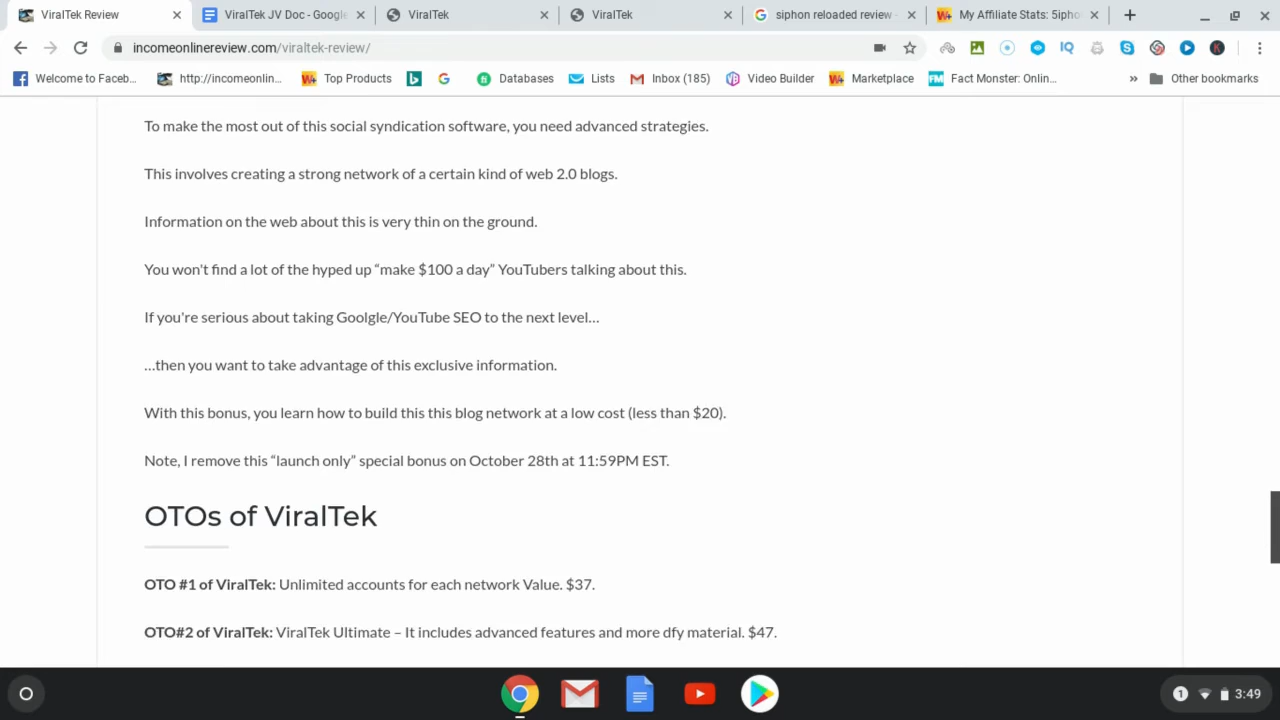 ViralTek Review
ViralTek JV Doc - Google
ViralTek
ViralTek
siphon reloaded review -
My Affiliate Stats: 5ipho
incomeonlinereview.com/viraltek-review/
IQ
K
Welcome to Faceb...
http://incomeonlin...
Top Products
Databases
Lists
Inbox (185)
Video Builder
Marketplace
Fact Monster: Onlin...
»
Other bookmarks
To make the most out of this social syndication software, you need advanced strategies.
This involves creating a strong network of a certain kind of web 2.0 blogs.
Information on the web about this is very thin on the ground.
You won't find a lot of the hyped up “make $100 a day” YouTubers talking about this.
If you're serious about taking Goolgle/YouTube SEO to the next level…
…then you want to take advantage of this exclusive information.
With this bonus, you learn how to build this this blog network at a low cost (less than $20).
Note, I remove this “launch only” special bonus on October 28th at 11:59PM EST.
OTOs of ViralTek
OTO #1 of ViralTek: Unlimited accounts for each network Value. $37.
OTO#2 of ViralTek: ViralTek Ultimate – It includes advanced features and more dfy material. $47.
1
3:49